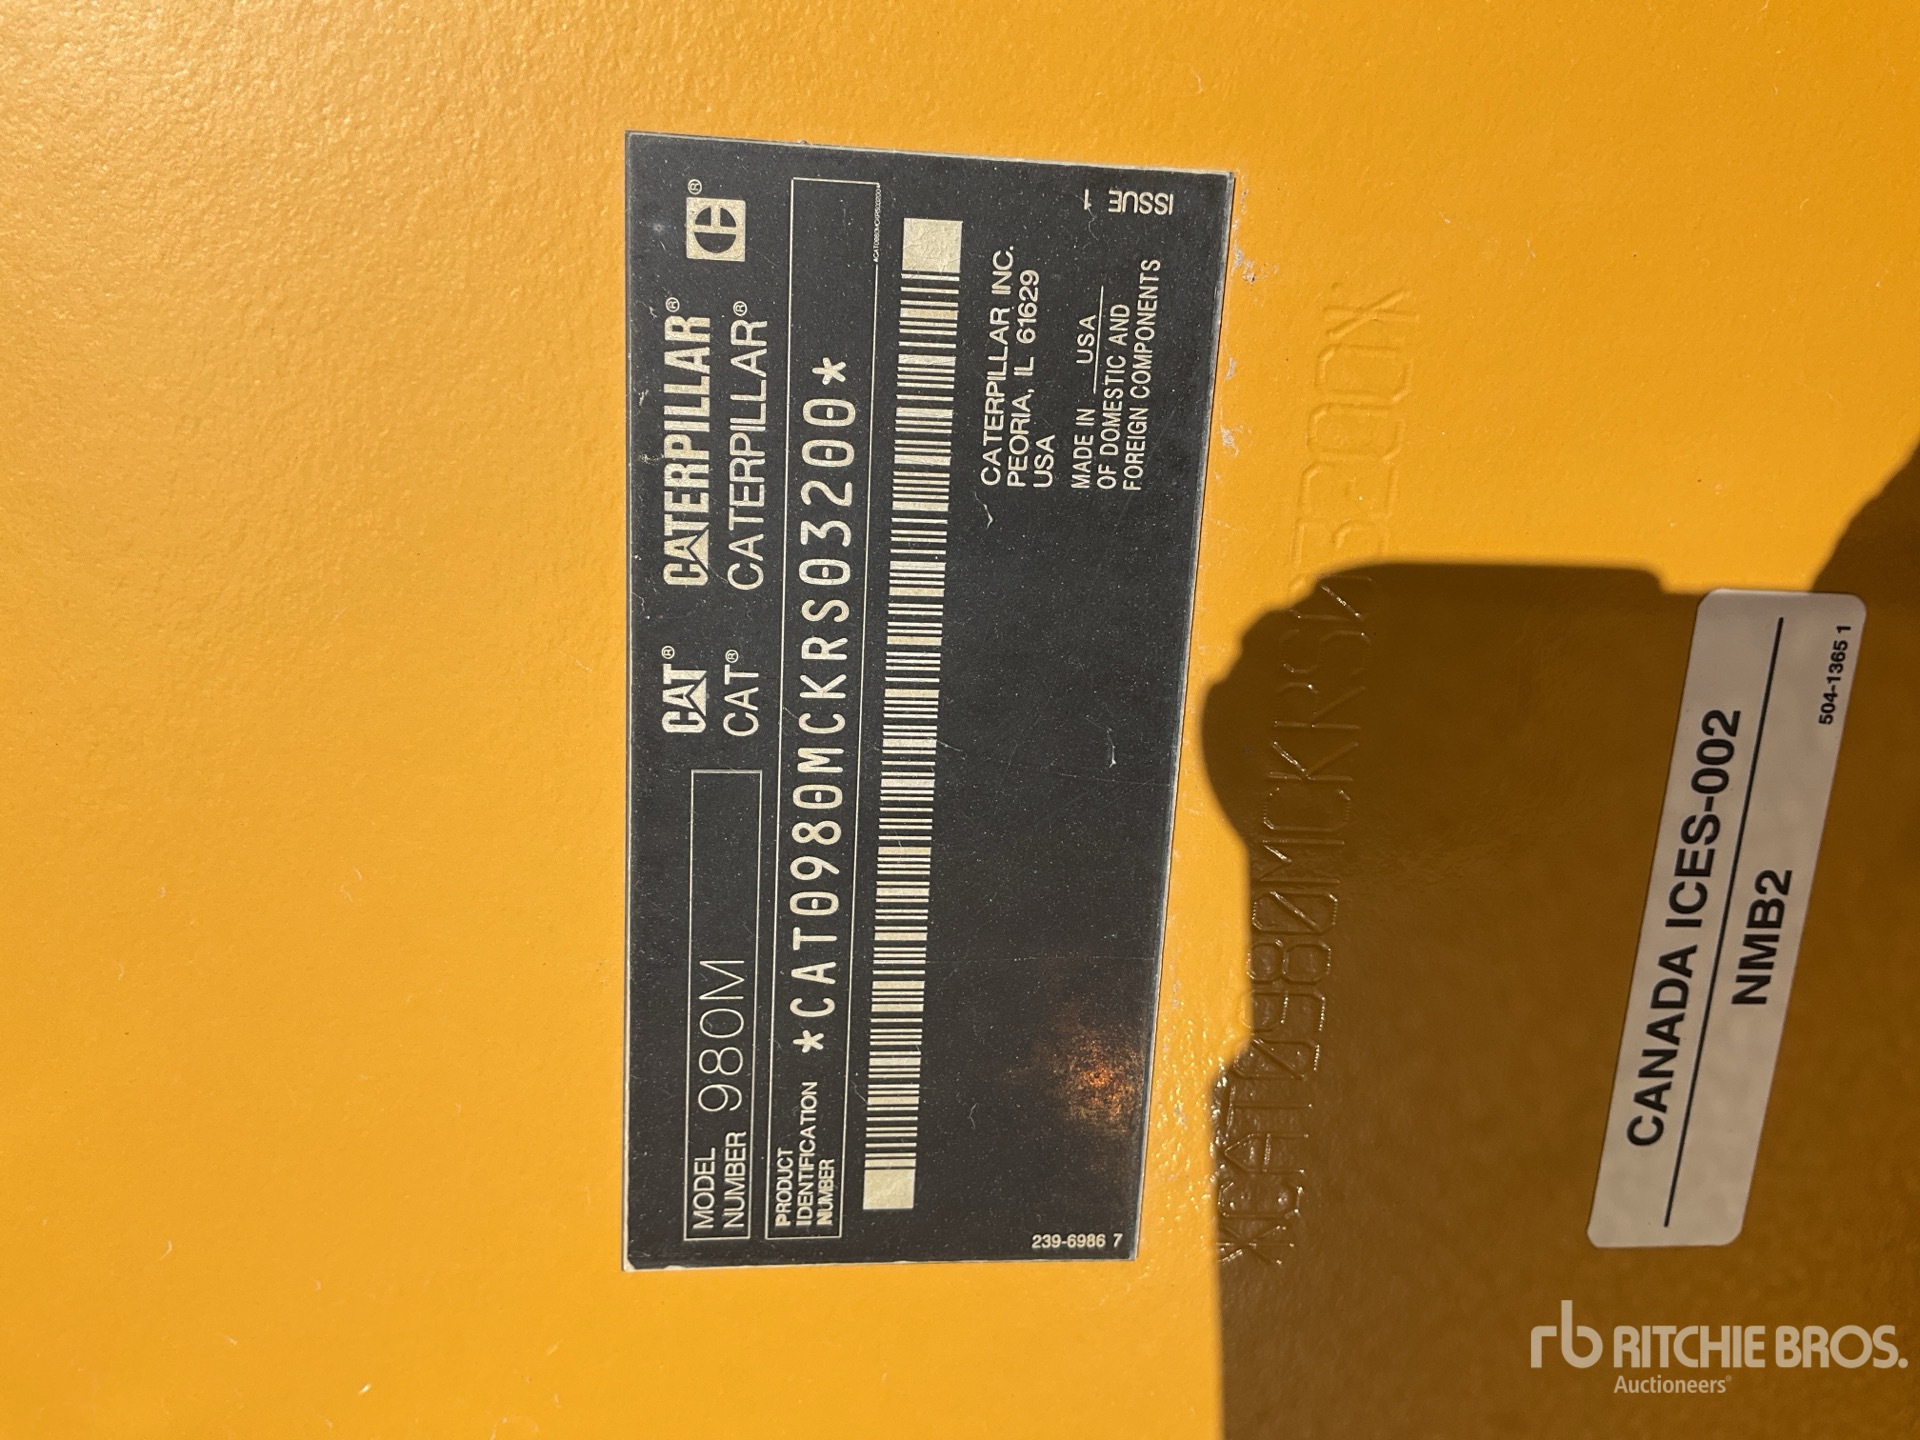 CAT® CATERPILLAR®
CAT® CATERPILLAR®
MODEL
NUMBER 980M
PRODUCT
IDENTIFICATION
NUMBER
*CAT0980MCKRS03200*
CATERPILLAR INC.
PEORIA, IL 61629
USA
MADE IN USA
OF DOMESTIC AND
FOREIGN COMPONENTS
ISSUE 1
239-6986 7
*CAT0980MCKRS03200*
CANADA ICES-002
NMB2
504-1365 1
rb RITCHIE BROS.
Auctioneers